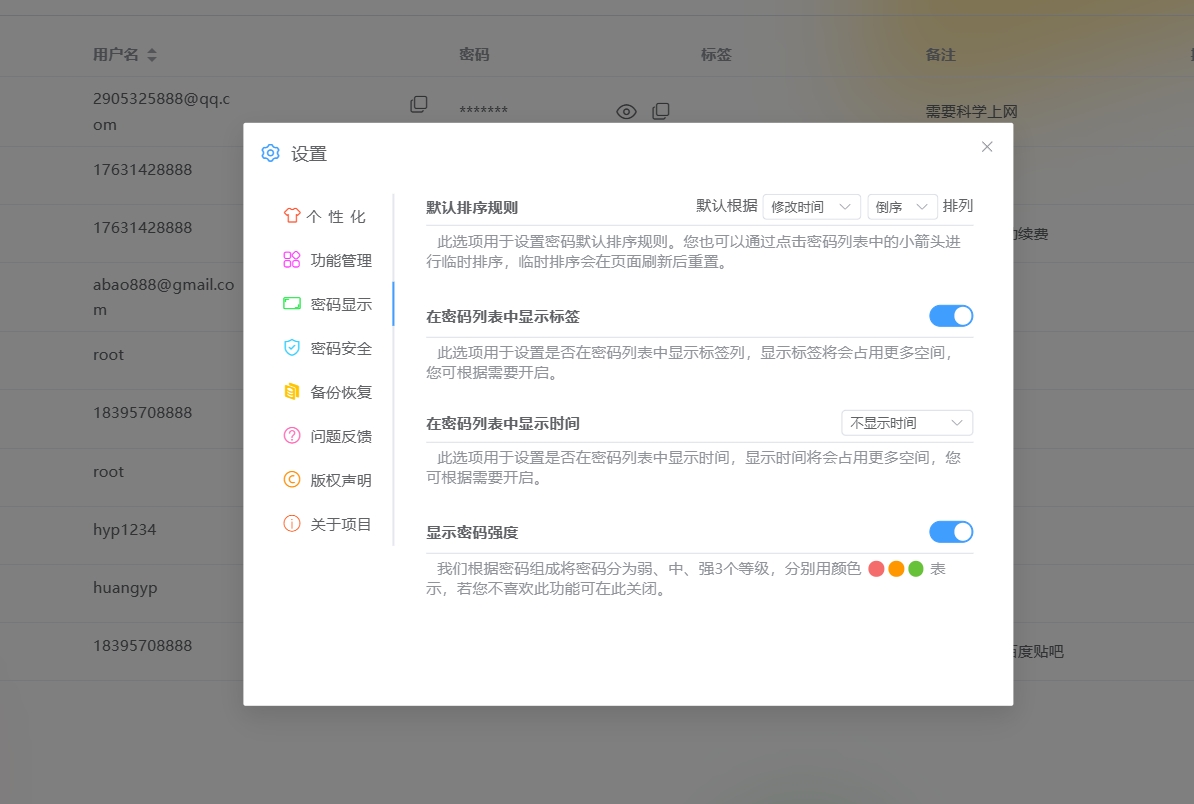 用户名 密码 标签 备注
2905325888@qq.c
om
******* 需要科学上网
17631428888
17631428888
动续费
abao888@gmail.co
m
root
18395708888
root
hyp1234
huangyp
18395708888
百度贴吧
设置
个 性 化
功能管理
密码显示
密码安全
备份恢复
问题反馈
版权声明
关于项目
默认排序规则 默认根据 修改时间 倒序 排列
此选项用于设置密码默认排序规则。您也可以通过点击密码列表中的小箭头进
行临时排序，临时排序会在页面刷新后重置。
在密码列表中显示标签
此选项用于设置是否在密码列表中显示标签列，显示标签将会占用更多空间，
您可根据需要开启。
在密码列表中显示时间 不显示时间
此选项用于设置是否在密码列表中显示时间，显示时间将会占用更多空间，您
可根据需要开启。
显示密码强度
我们根据密码组成将密码分为弱、中、强3个等级，分别用颜色 表
示，若您不喜欢此功能可在此关闭。